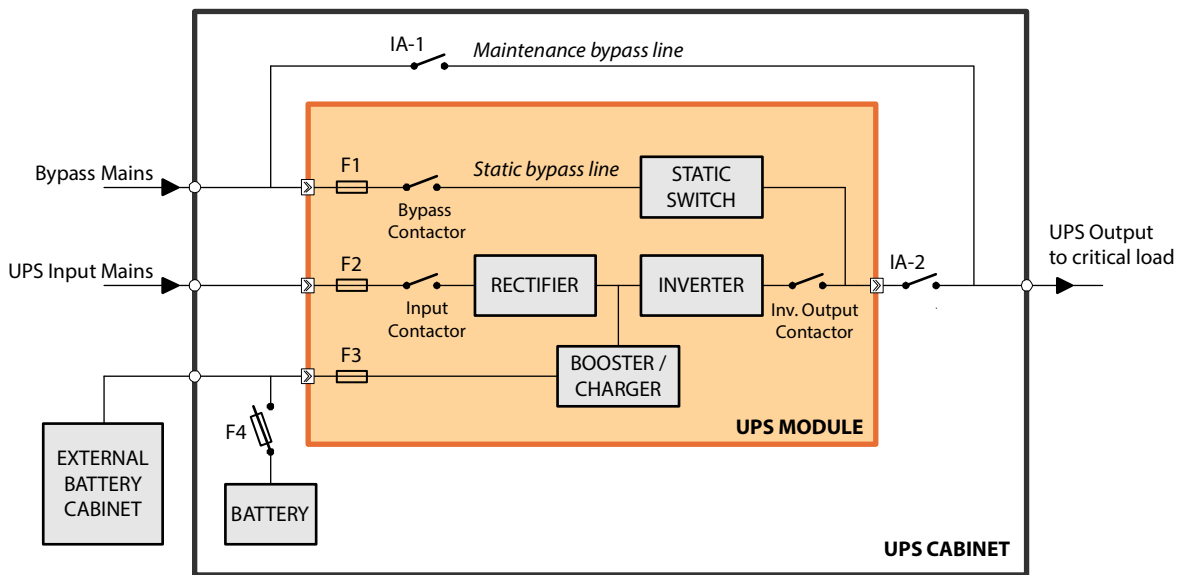 IA-1
Maintenance bypass line
Bypass Mains
F1
Static bypass line
STATIC
SWITCH
Bypass
Contactor
UPS Input Mains
F2
RECTIFIER
INVERTER
IA-2
UPS Output
to critical load
Input
Contactor
Inv. Output
Contactor
F3
BOOSTER /
CHARGER
UPS MODULE
F4
EXTERNAL
BATTERY
CABINET
BATTERY
UPS CABINET